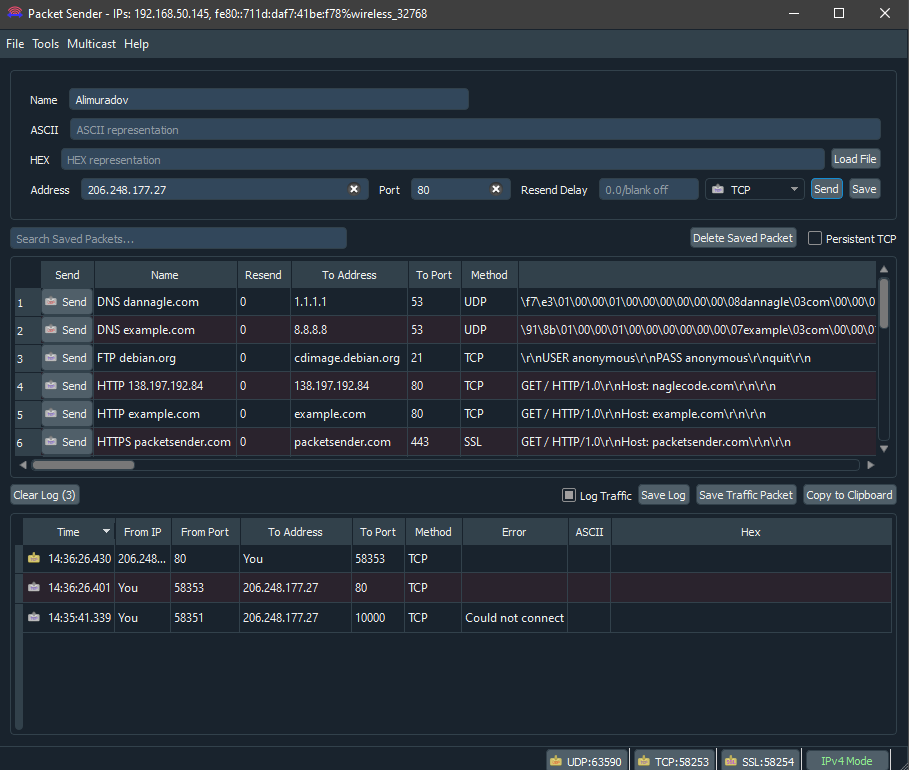 Packet Sender - IPs: 192.168.50.145, fe80::711d:daf7:41be:f78%wireless_32768
File Tools Multicast Help
Name Alimuradov
ASCII ASCII representation
HEX HEX representation Load File
Address 206.248.177.27 Port 80 Resend Delay 0.0/blank off TCP Send Save
Search Saved Packets... Delete Saved Packet Persistent TCP
Send Name Resend To Address To Port Method
1 Send DNS dannagle.com 0 1.1.1.1 53 UDP \f7\e3\01\00\00\01\00\00\00\00\00\00\08dannagle\03com\00\00\0
2 Send DNS example.com 0 8.8.8.8 53 UDP \91\8b\01\00\00\01\00\00\00\00\00\00\07example\03com\00\00\0
3 Send FTP debian.org 0 cdimage.debian.org 21 TCP \r\nUSER anonymous\r\nPASS anonymous\r\nquit\r\n
4 Send HTTP 138.197.192.84 0 138.197.192.84 80 TCP GET / HTTP/1.0\r\nHost: naglecode.com\r\n\r\n
5 Send HTTP example.com 0 example.com 80 TCP GET / HTTP/1.0\r\nHost: example.com\r\n\r\n
6 Send HTTPS packetsender.com 0 packetsender.com 443 SSL GET / HTTP/1.0\r\nHost: packetsender.com\r\n\r\n
Clear Log (3) Log Traffic Save Log Save Traffic Packet Copy to Clipboard
Time From IP From Port To Address To Port Method Error ASCII Hex
14:36:26.430 206.248... 80 You 58353 TCP
14:36:26.401 You 58353 206.248.177.27 80 TCP
14:35:41.339 You 58351 206.248.177.27 10000 TCP Could not connect
UDP:63590 TCP:58253 SSL:58254 IPv4 Mode